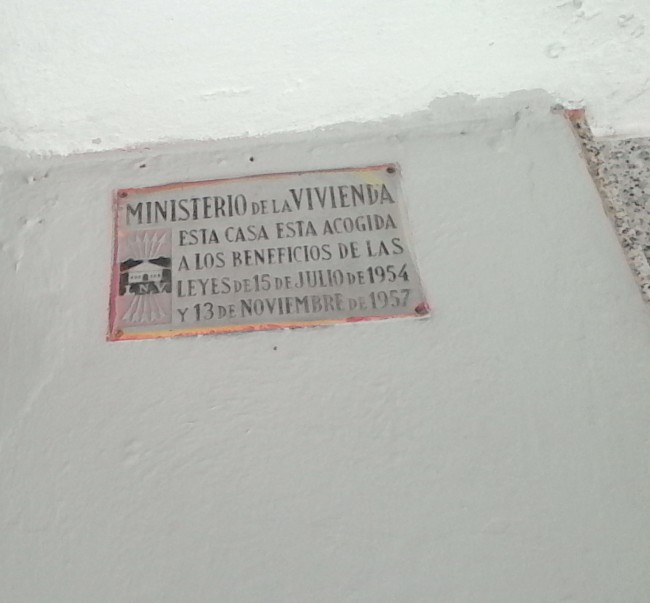 MINISTERIO DE LA VIVIENDA
ESTA CASA ESTA ACOGIDA
A LOS BENEFICIOS DE LAS
LEYES DE 15 DE JULIO DE 1954
Y 13 DE NOVIEMBRE DE 1957
I.N.V.